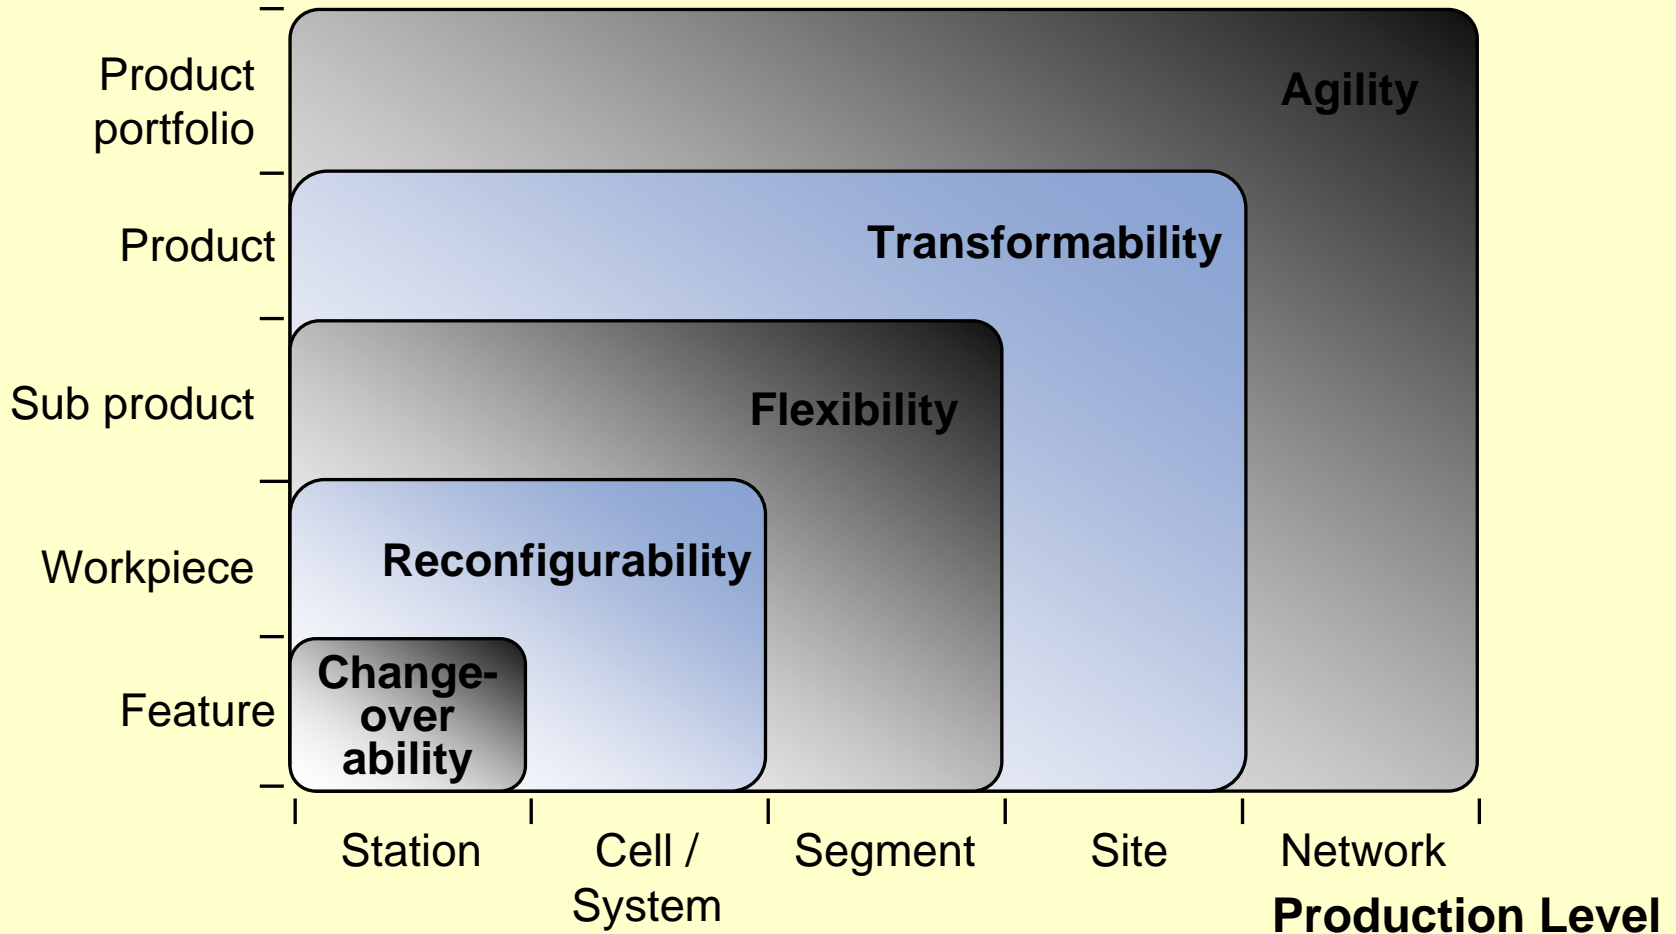 Product
portfolio
Agility
Product
Transformability
Sub product
Flexibility
Workpiece
Reconfigurability
Feature
Change-
over
ability
Station
Cell /
System
Segment
Site
Network
Production Level